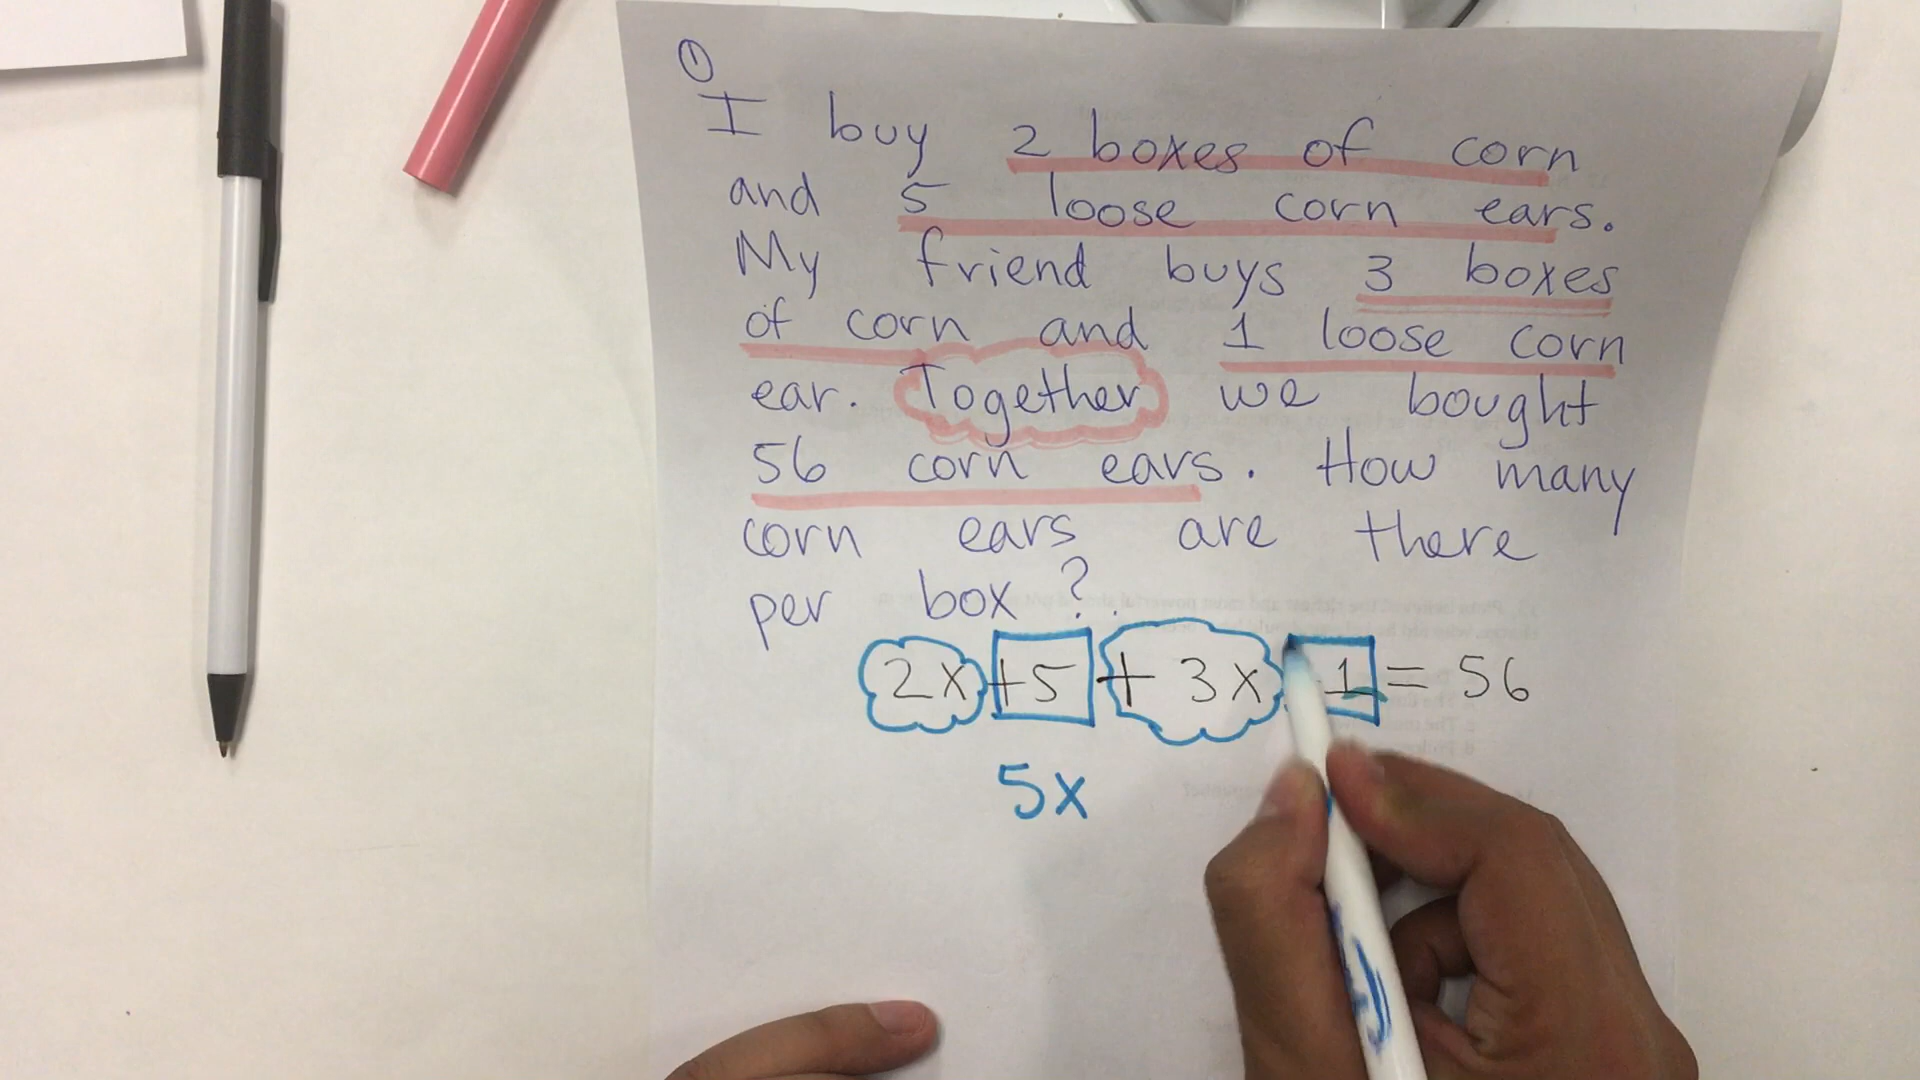 ①
I buy 2 boxes of corn
and 5 loose corn ears.
My friend buys 3 boxes
of corn and 1 loose corn
ear. Together we bought
56 corn ears. How many
corn ears are there
per box?
2x +5 + 3x 1 = 56
5x